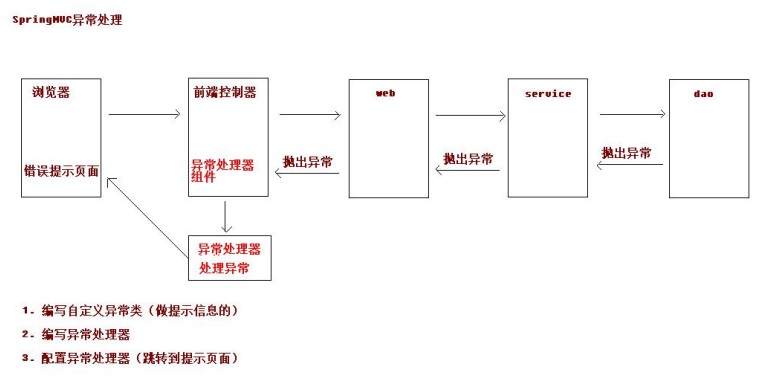 SpringMVC异常处理
浏览器
前端控制器
web
service
dao
错误提示页面
异常处理器
组件
抛出异常
抛出异常
抛出异常
异常处理器
处理异常
1. 编写自定义异常类（做提示信息的）
2. 编写异常处理器
3. 配置异常处理器（跳转到提示页面）